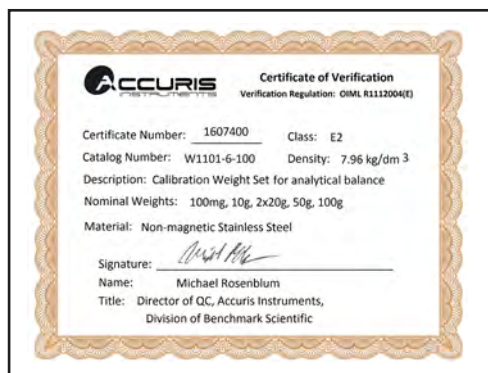 ACCURIS
INSTRUMENTS
Certificate of Verification
Verification Regulation: OIML R1112004(E)
Certificate Number: 1607400 Class: E2
Catalog Number: W1101-6-100 Density: 7.96 kg/dm 3
Description: Calibration Weight Set for analytical balance
Nominal Weights: 100mg, 10g, 2x20g, 50g, 100g
Material: Non-magnetic Stainless Steel
Signature:
Name: Michael Rosenblum
Title: Director of QC, Accuris Instruments,
Division of Benchmark Scientific